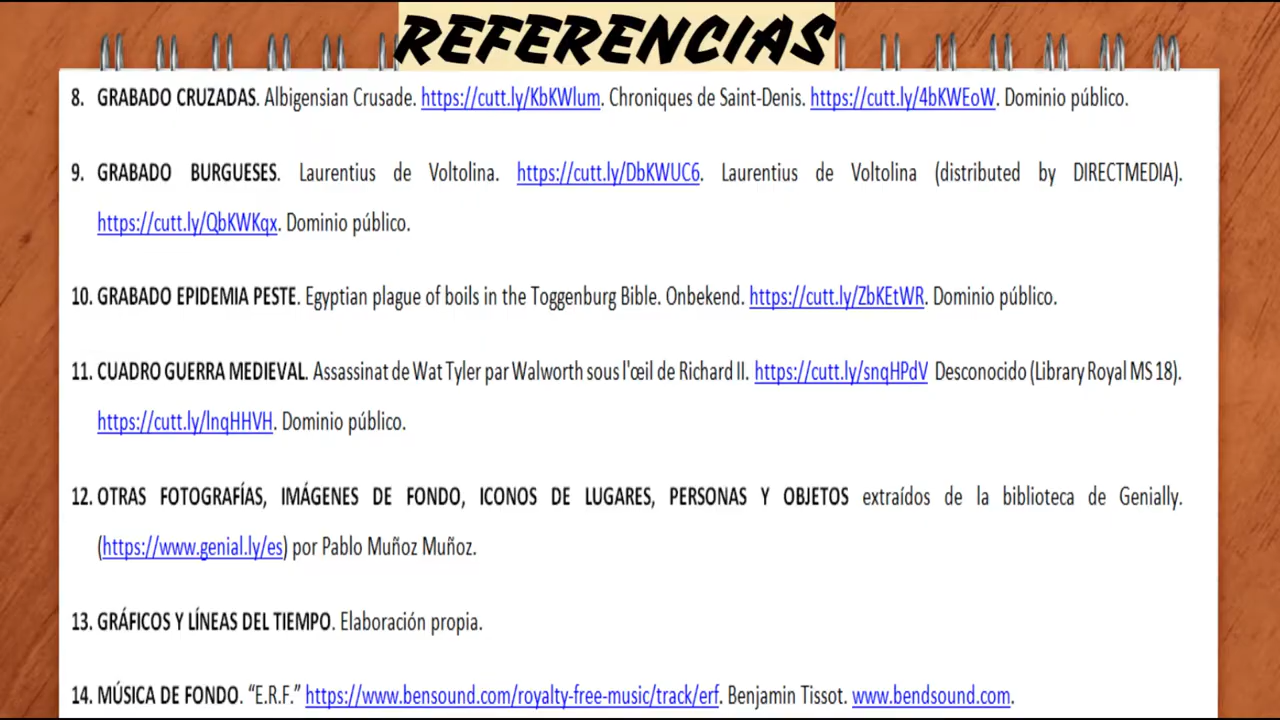 REFERENCIAS
8. GRABADO CRUZADAS. Albigensian Crusade. https://cutt.ly/KbKWlum. Chroniques de Saint-Denis. https://cutt.ly/4bKWEoW. Dominio público.
9. GRABADO BURGUESES. Laurentius de Voltolina. https://cutt.ly/DbKWUC6. Laurentius de Voltolina (distributed by DIRECTMEDIA).
https://cutt.ly/QbKWKqx. Dominio público.
10. GRABADO EPIDEMIA PESTE. Egyptian plague of boils in the Toggenburg Bible. Onbekend. https://cutt.ly/ZbKEtWR. Dominio público.
11. CUADRO GUERRA MEDIEVAL. Assassinat de Wat Tyler par Walworth sous l'œil de Richard II. https://cutt.ly/snqHPdV Desconocido (Library Royal MS 18).
https://cutt.ly/lnqHHVH. Dominio público.
12. OTRAS FOTOGRAFÍAS, IMÁGENES DE FONDO, ICONOS DE LUGARES, PERSONAS Y OBJETOS extraídos de la biblioteca de Genially.
(https://www.genial.ly/es) por Pablo Muñoz Muñoz.
13. GRÁFICOS Y LÍNEAS DEL TIEMPO. Elaboración propia.
14. MÚSICA DE FONDO. “E.R.F.” https://www.bensound.com/royalty-free-music/track/erf. Benjamin Tissot. www.bendsound.com.